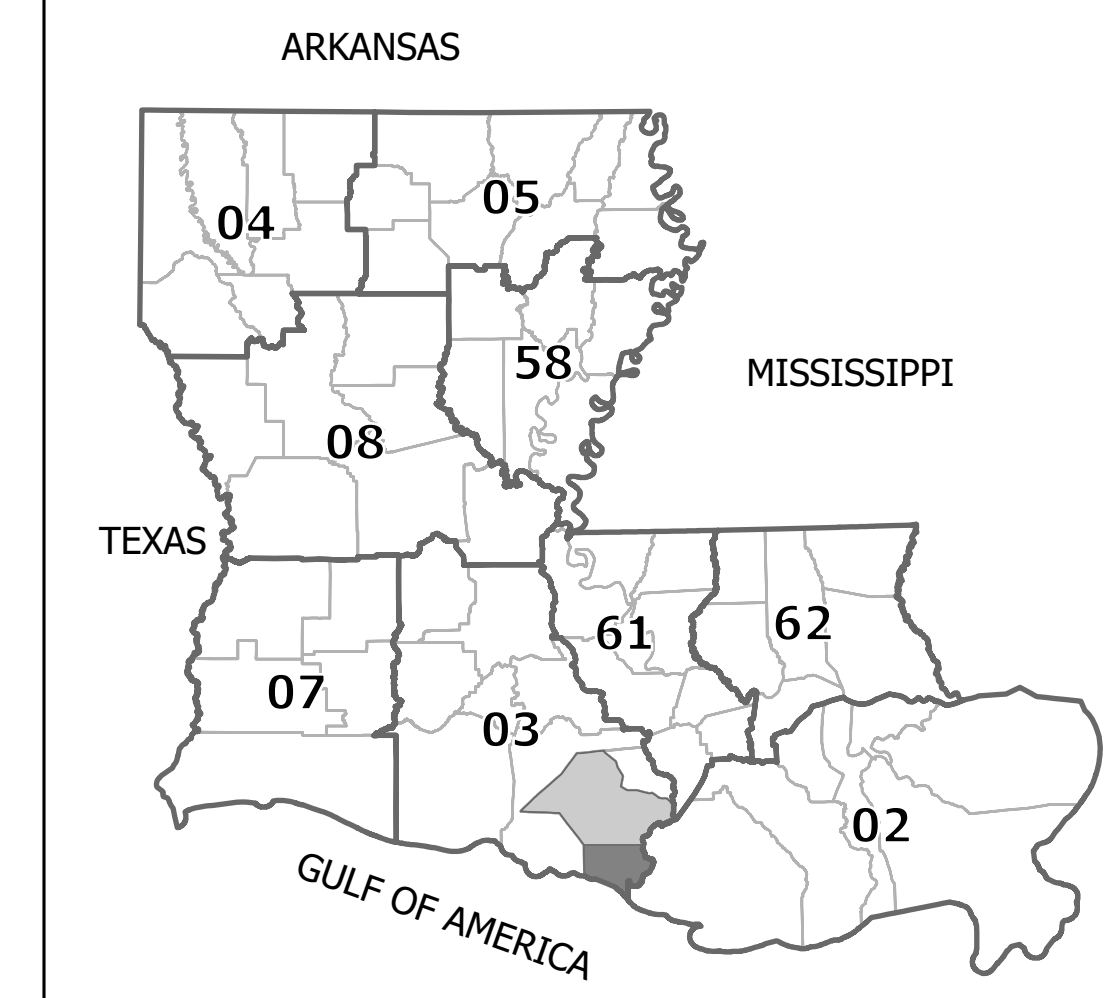 ARKANSAS
05
04
58
MISSISSIPPI
08
TEXAS
62
61
07
03
02
GULF OF AMERICA